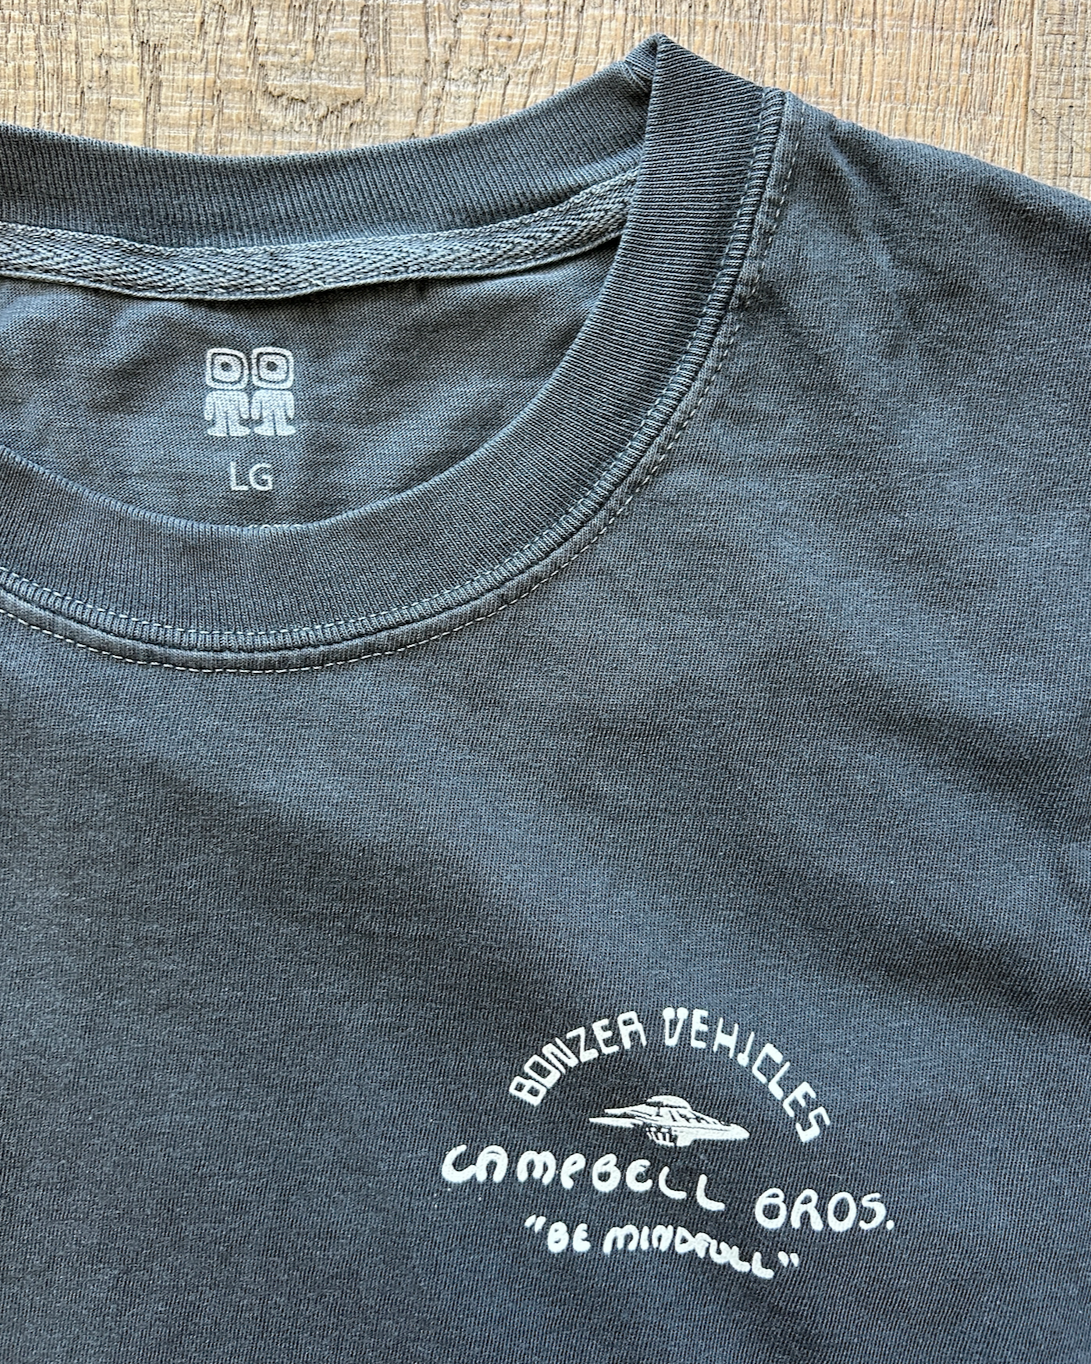 LG
BONZER VEHICLES
CAMPBELL BROS.
"BE MINDFULL"